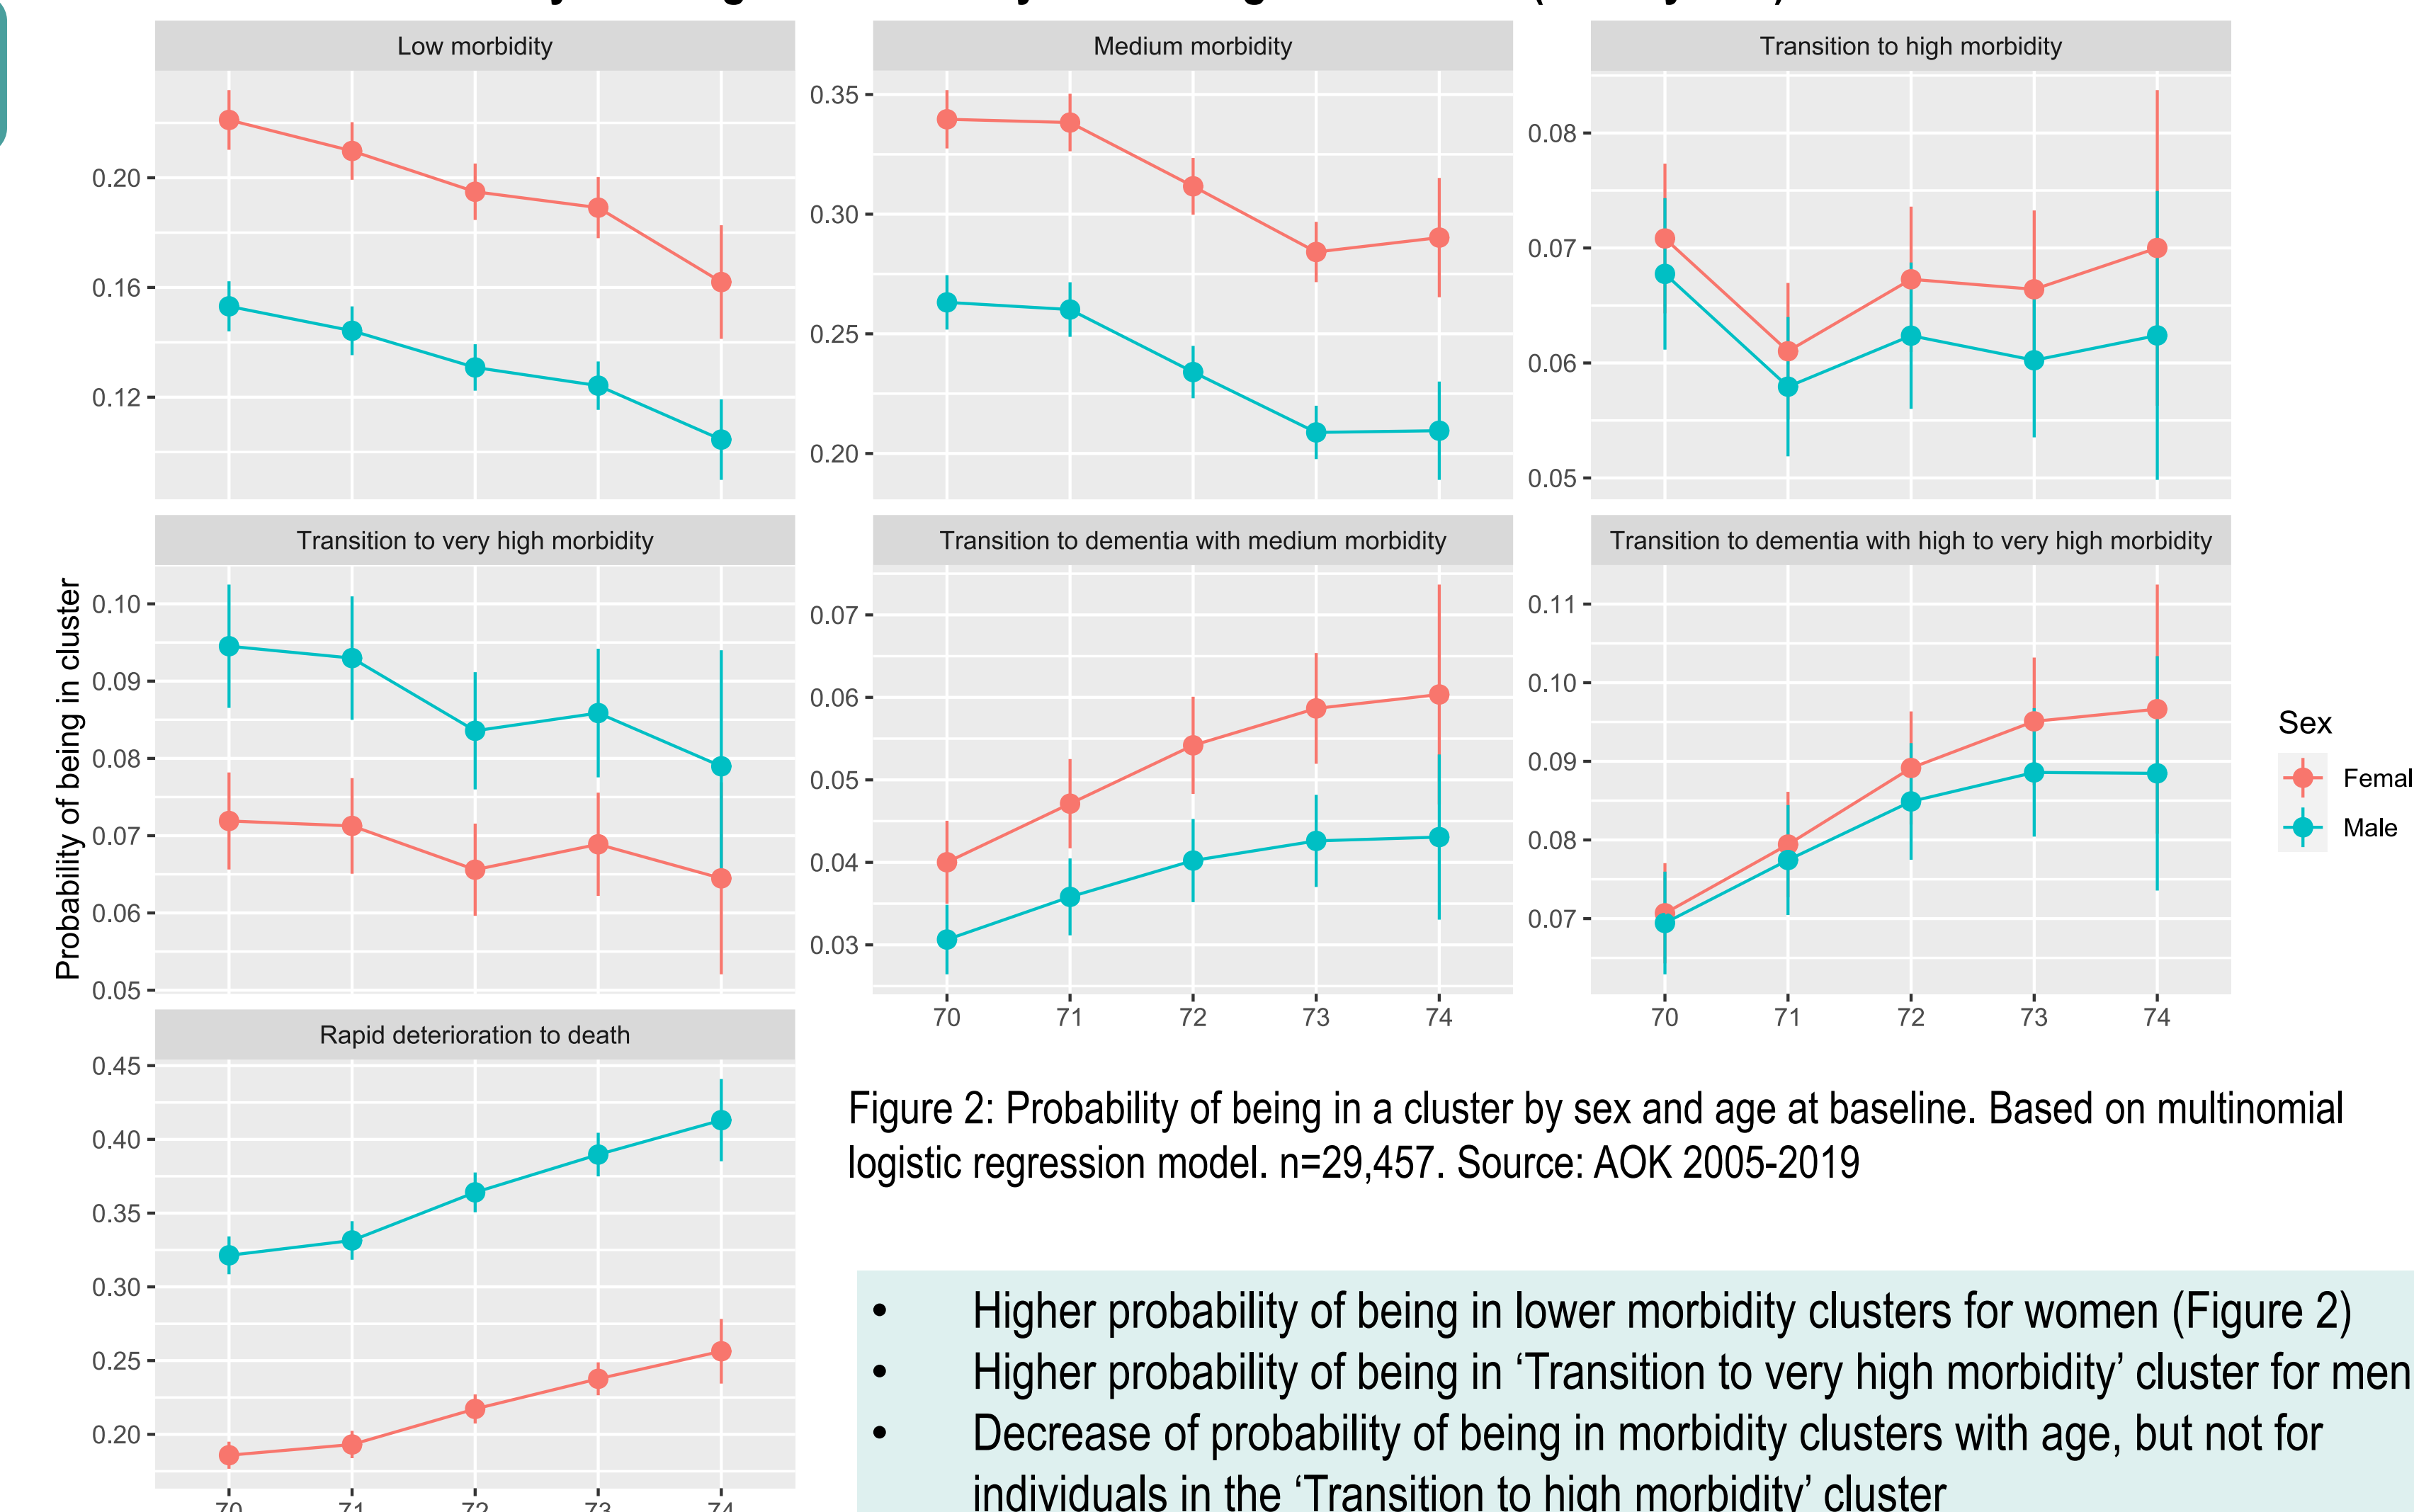 Low morbidity
Medium morbidity
Transition to high morbidity
0.20
0.16
0.12
0.35
0.30
0.25
0.20
0.08
0.07
0.06
0.05
Transition to very high morbidity
Transition to dementia with medium morbidity
Transition to dementia with high to very high morbidity
Probability of being in cluster
0.10
0.09
0.08
0.07
0.06
0.05
0.07
0.06
0.05
0.04
0.03
70 71 72 73 74
0.11
0.10
0.09
0.08
0.07
70 71 72 73 74
Sex
Femal
Male
Rapid deterioration to death
0.45
0.40
0.35
0.30
0.25
0.20
70 71 72 73 74
Figure 2: Probability of being in a cluster by sex and age at baseline. Based on multinomial
logistic regression model. n=29,457. Source: AOK 2005-2019
• Higher probability of being in lower morbidity clusters for women (Figure 2)
• Higher probability of being in ‘Transition to very high morbidity’ cluster for men
• Decrease of probability of being in morbidity clusters with age, but not for
individuals in the ‘Transition to high morbidity’ cluster